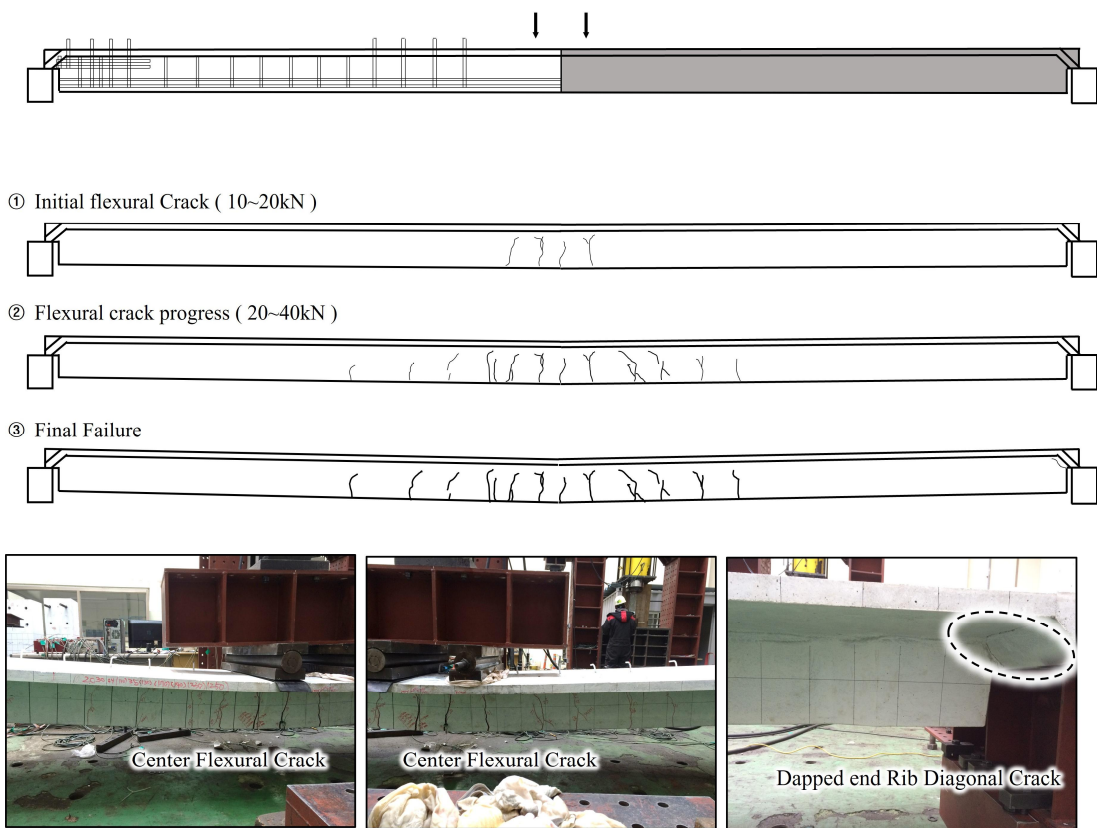 ① Initial flexural Crack ( 10~20kN )
② Flexural crack progress ( 20~40kN )
③ Final Failure
Center Flexural Crack
Center Flexural Crack
Dapped end Rib Diagonal Crack